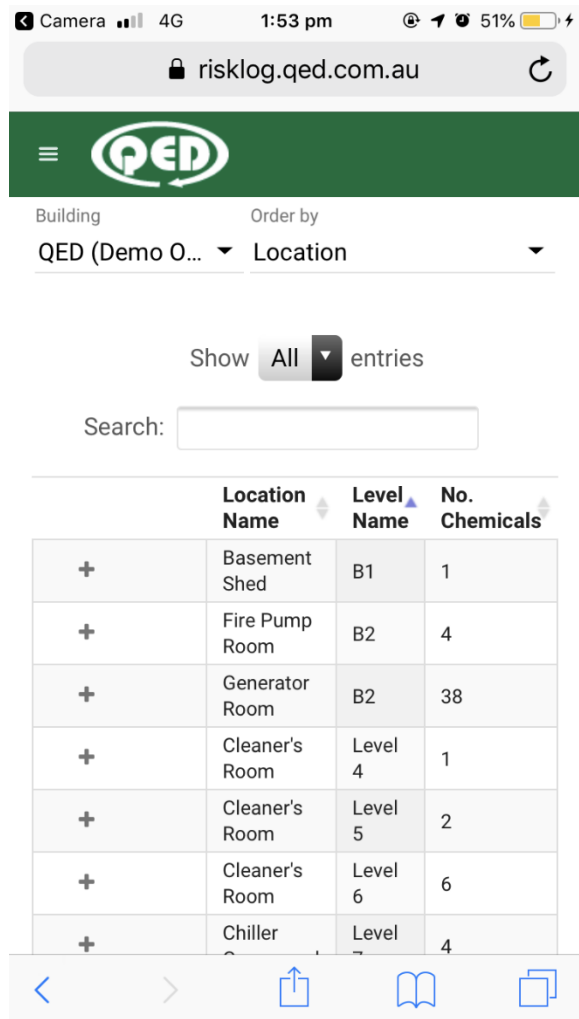 Camera 4G 1:53 pm 51%
risklog.qed.com.au
QED
Building Order by
QED (Demo O... Location
Show All entries
Search:
Location Level No.
Name Name Chemicals
Basement
Shed B1 1
Fire Pump
Room B2 4
Generator
Room B2 38
Cleaner's Level
Room 4 1
Cleaner's Level
Room 5 2
Cleaner's Level
Room 6 6
Chiller Level
4